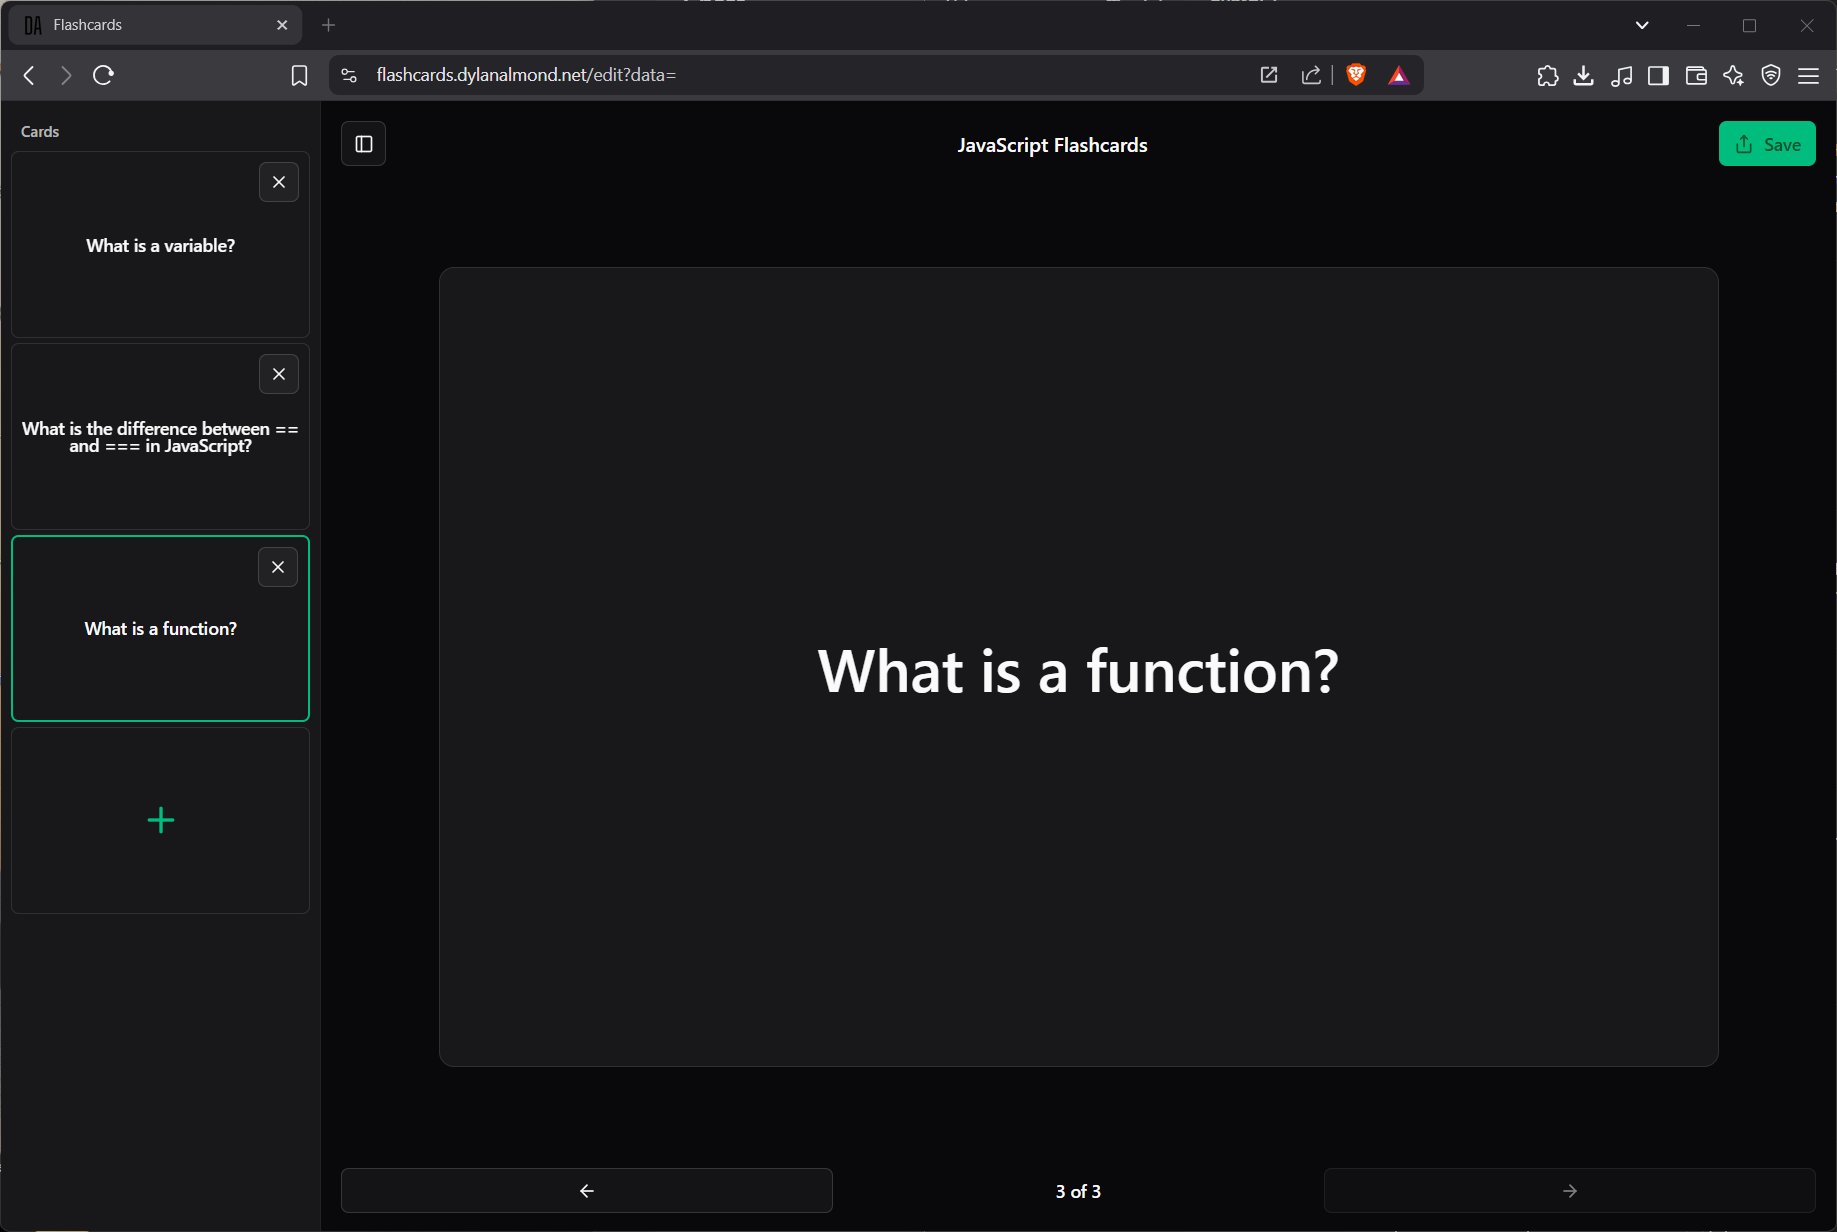 DA Flashcards
flashcards.dylanalmond.net/edit?data=
Cards
What is a variable?
What is the difference between ==
and === in JavaScript?
What is a function?
JavaScript Flashcards
Save
What is a function?
3 of 3